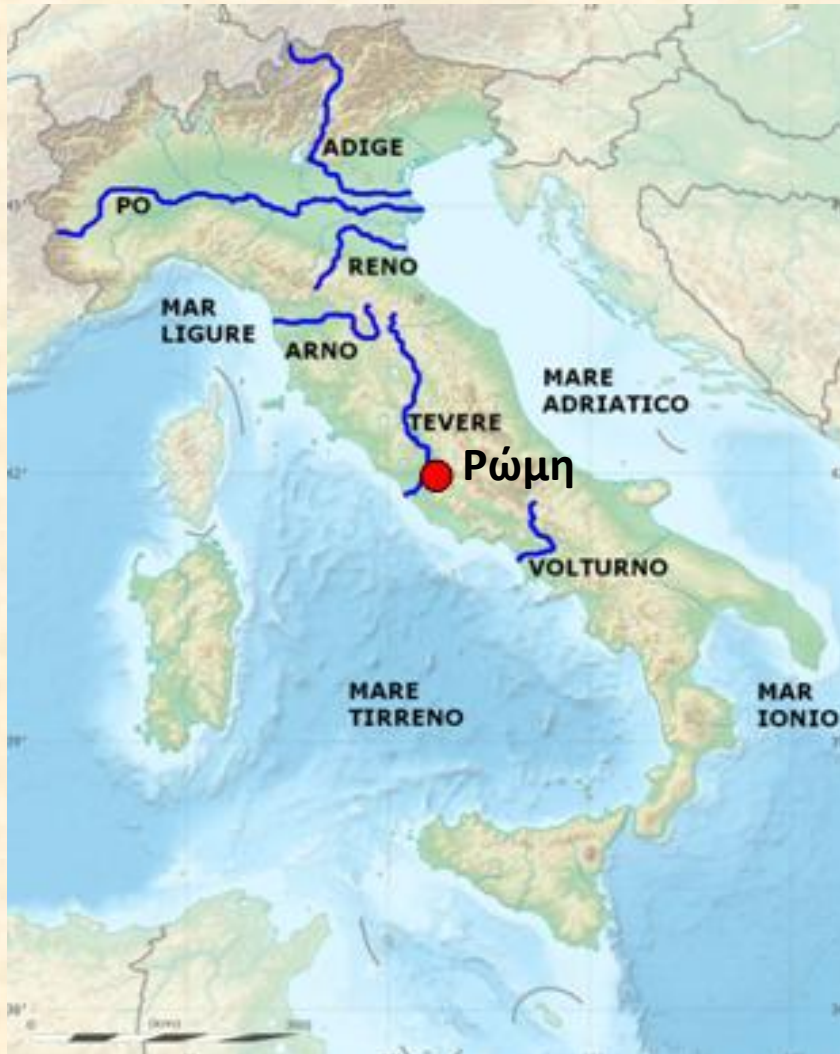 ADIGE
PO
RENO
MAR
LIGURE
ARNO
MARE
ADRIATICO
TEVERE
Ρώμη
VOLTURNO
MARE
TIRRENO
MAR
IONIO